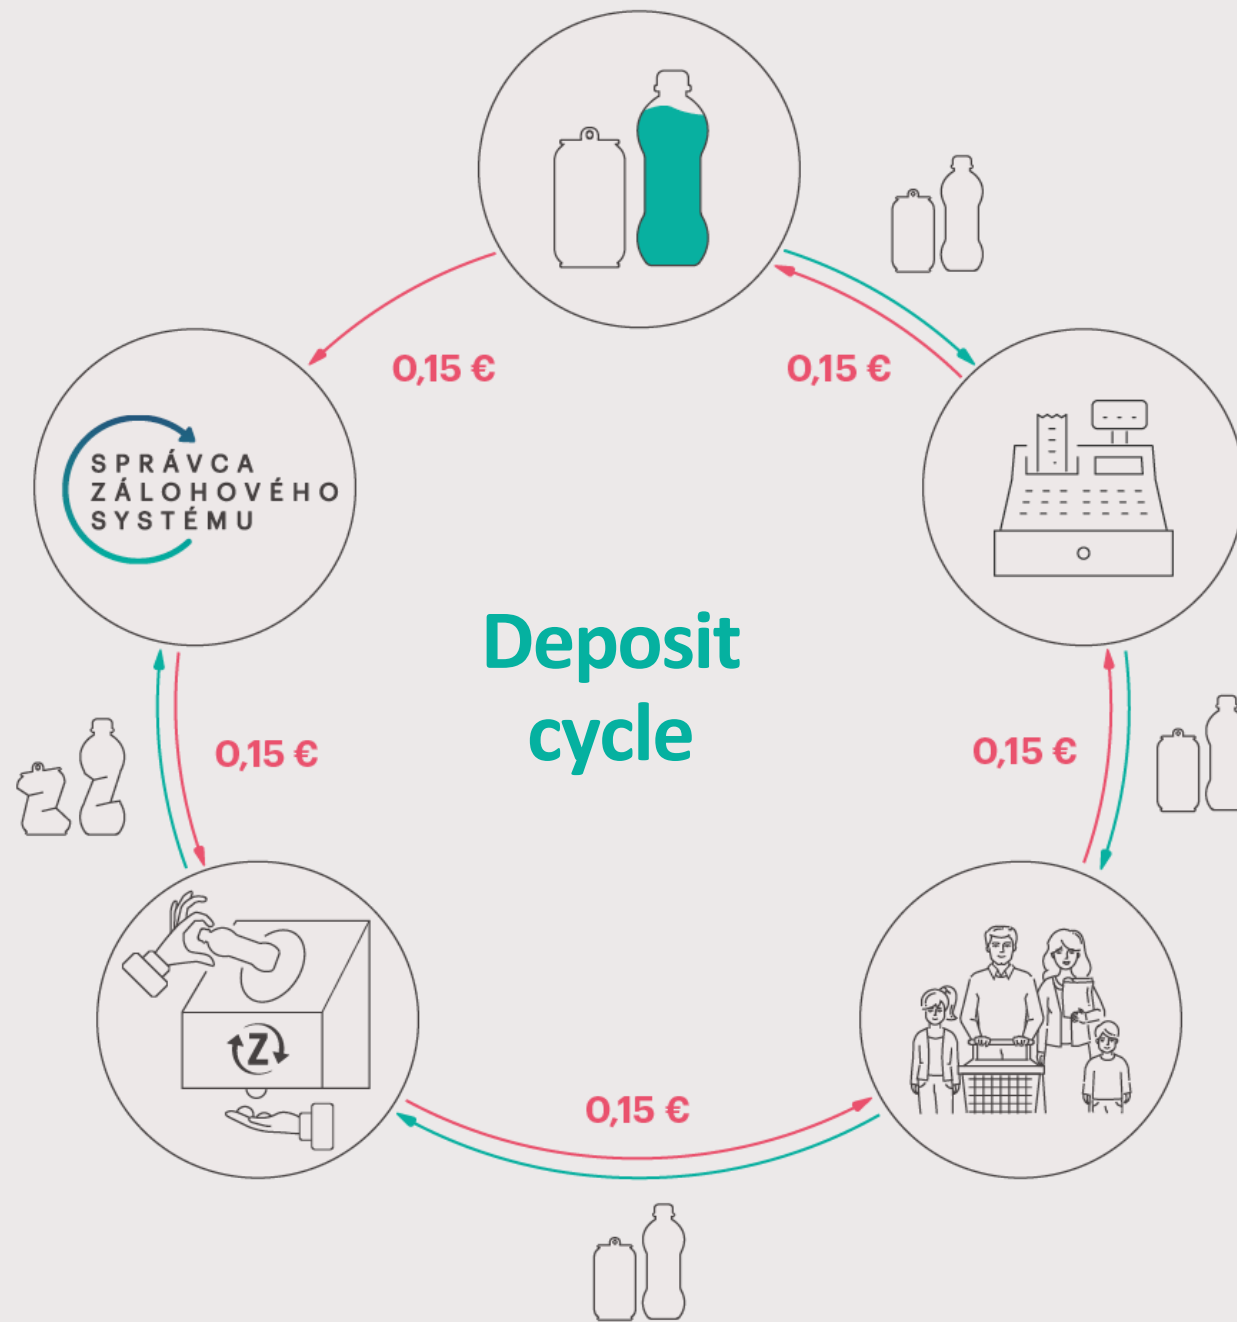 0,15 €
0,15 €
SPRÁVCA
ZÁLOHOVÉHO
SYSTÉMU
Deposit
cycle
0,15 €
0,15 €
Z
0,15 €